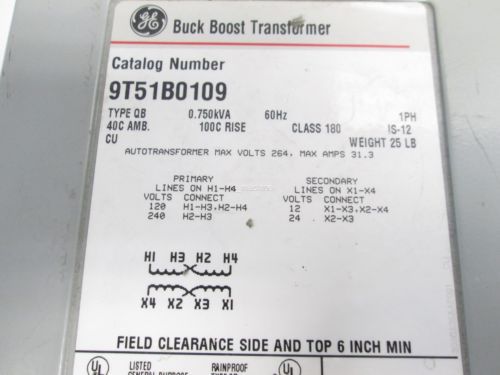 GE Buck Boost Transformer
Catalog Number
9T51B0109
TYPE QB 0.750kVA 60Hz 1PH
40C AMB. 100C RISE CLASS 180 IS-12
CU WEIGHT 25 LB
AUTOTRANSFORMER MAX VOLTS 264, MAX AMPS 31.3
PRIMARY SECONDARY
LINES ON H1-H4 LINES ON X1-X4
VOLTS CONNECT VOLTS CONNECT
120 H1-H3,H2-H4 12 X1-X3,X2-X4
240 H2-H3 24 X2-X3
H1 H3 H2 H4
X4 X2 X3 X1
FIELD CLEARANCE SIDE AND TOP 6 INCH MIN
UL LISTED RAINPROOF UL
GENERAL PURPOSE